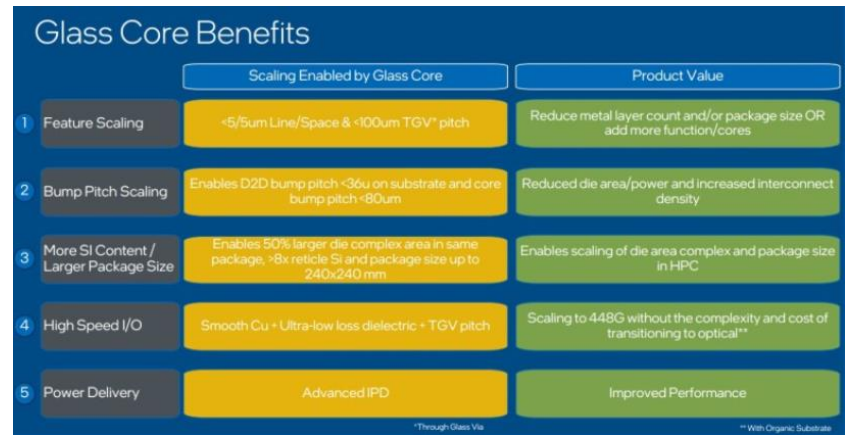 Glass Core Benefits
Scaling Enabled by Glass Core
Product Value
1
Feature Scaling
<5/5um Line/Space & <100um TGV* pitch
Reduce metal layer count and/or package size OR
add more function/cores
2
Bump Pitch Scaling
Enables D2D bump pitch <36u on substrate and core
bump pitch <80um
Reduced die area/power and increased interconnect
density
3
More SI Content /
Larger Package Size
Enables 50% larger die complex area in same
package, >8x reticle Si and package size up to
240x240 mm
Enables scaling of die area complex and package size
in HPC
4
High Speed I/O
Smooth Cu + Ultra-low loss dielectric + TGV pitch
Scaling to 448G without the complexity and cost of
transitioning to optical**
5
Power Delivery
Advanced IPD
Improved Performance
*Through Glass Via
** With Organic Substrate